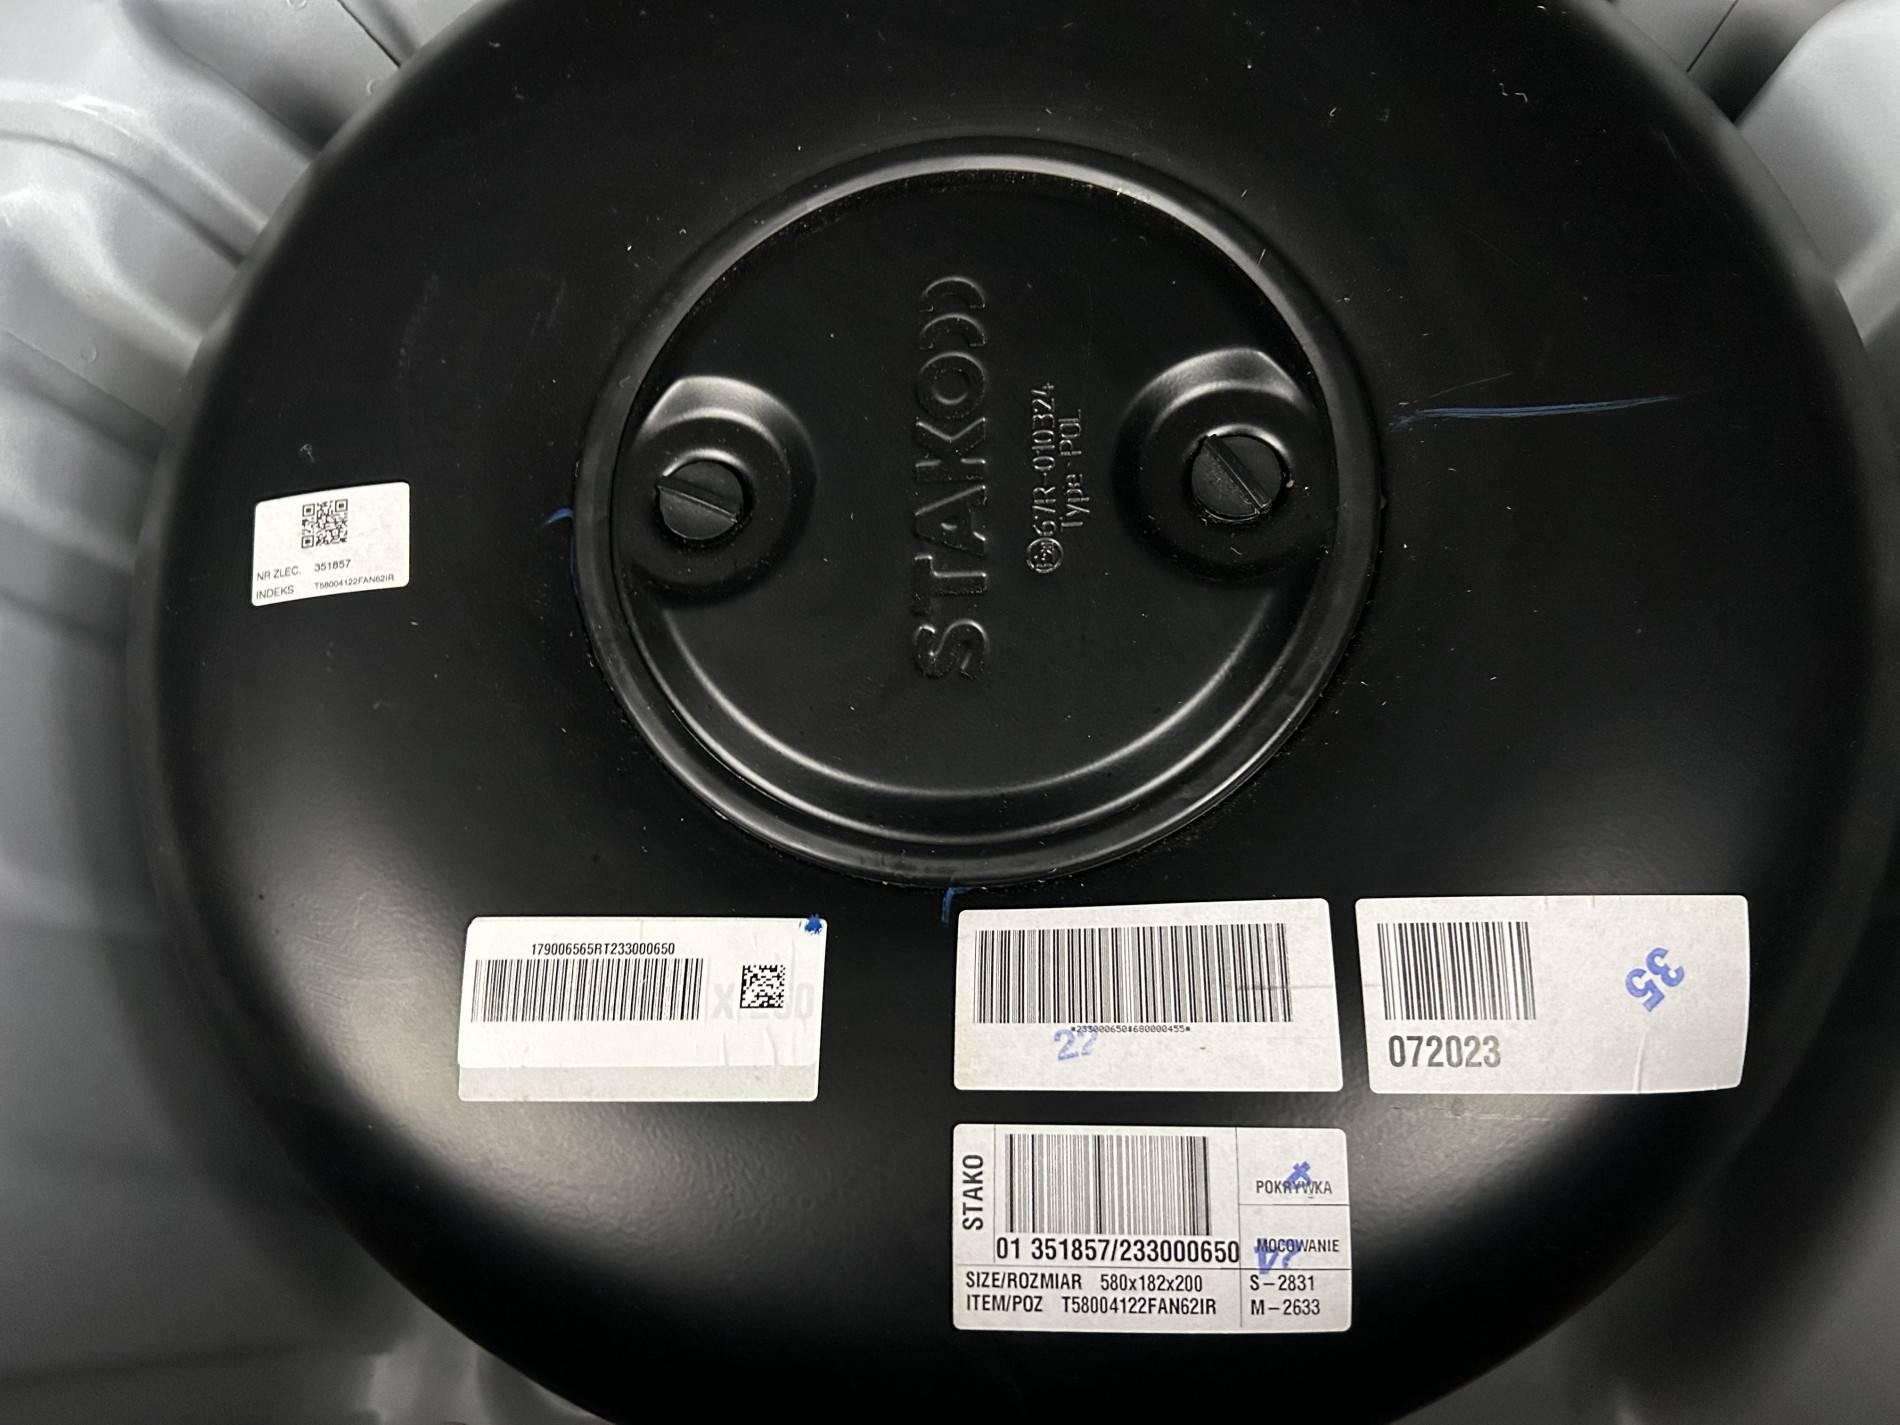 STAKO
67R-010324
Type-POL
NR ZLEC. 351857
INDEKS T58004122FAN62IR
179006565RT233000650
*233000650*680000455*
22
072023
35
STAKO
01 351857/233000650
POKRYWKA
MOCOWANIE
SIZE/ROZMIAR 580x182x200
S-2831
ITEM/POZ T58004122FAN62IR
M-2633